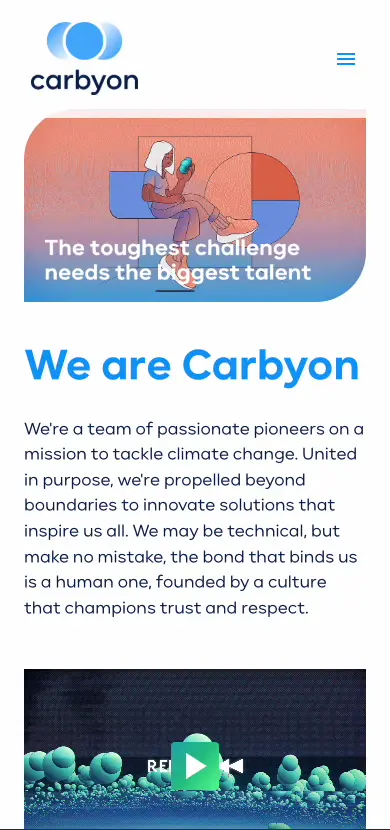 carbyon
The toughest challenge
needs the biggest talent
We are Carbyon
We're a team of passionate pioneers on a
mission to tackle climate change. United
in purpose, we're propelled beyond
boundaries to innovate solutions that
inspire us all. We may be technical, but
make no mistake, the bond that binds us
is a human one, founded by a culture
that champions trust and respect.